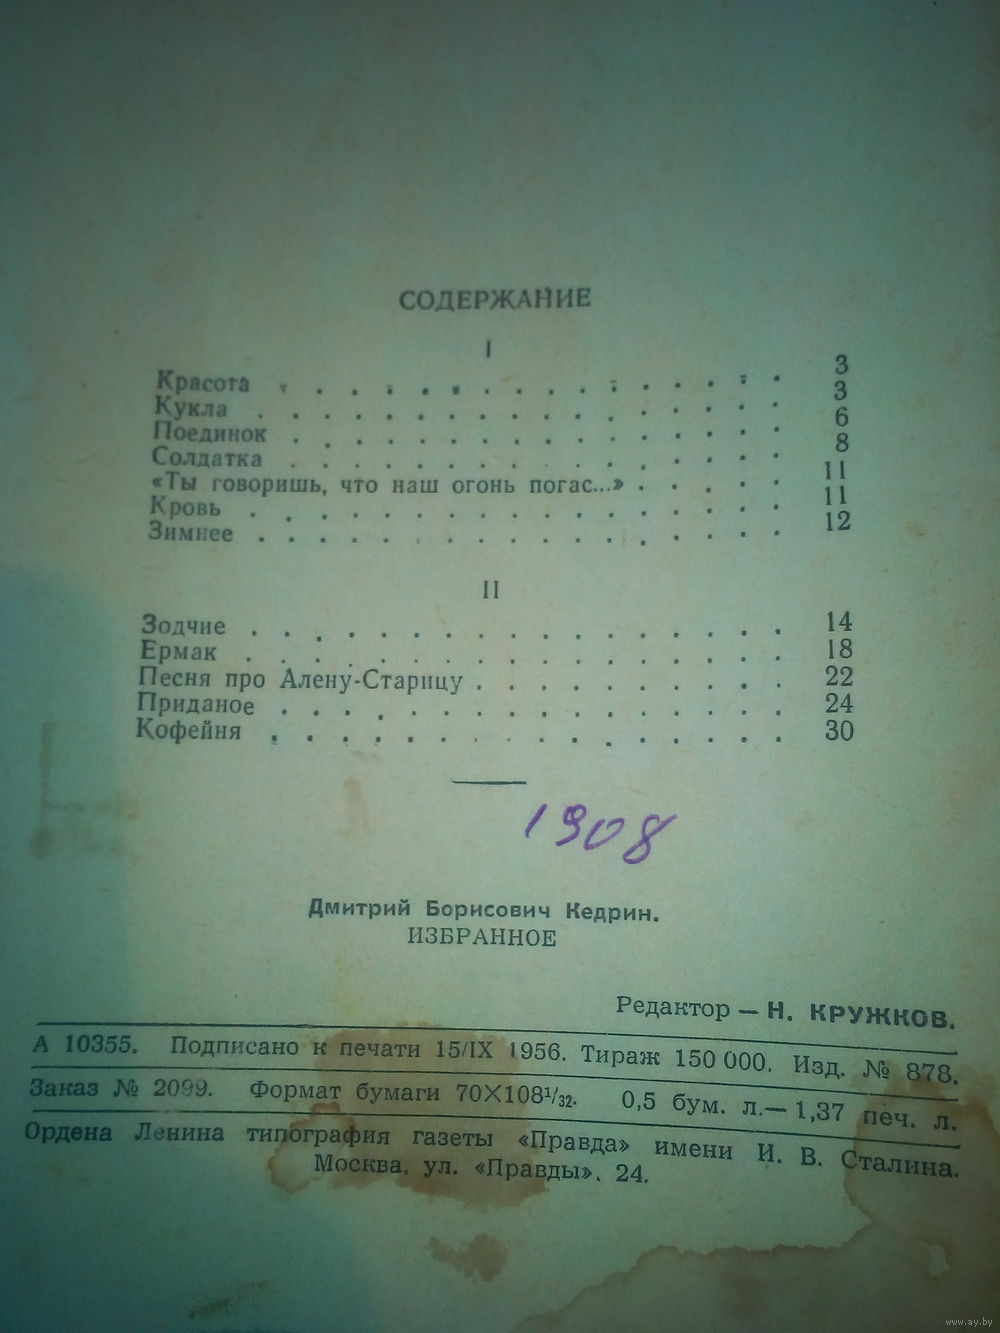 СОДЕРЖАНИЕ
I
Красота . . . . . . . . . . . . . . . . 3
Кукла . . . . . . . . . . . . . . . . 3
Поединок . . . . . . . . . . . . . . . 6
Солдатка . . . . . . . . . . . . . . . 8
«Ты говоришь, что наш огонь погас...» . . . . . 11
Кровь . . . . . . . . . . . . . . . . 11
Зимнее . . . . . . . . . . . . . . . . 12
II
Зодчие . . . . . . . . . . . . . . . . 14
Ермак . . . . . . . . . . . . . . . . 18
Песня про Алену-Старицу . . . . . . . . . . 22
Приданое . . . . . . . . . . . . . . . 24
Кофейня . . . . . . . . . . . . . . . . 30
1908
Дмитрий Борисович Кедрин.
ИЗБРАННОЕ
Редактор — Н. КРУЖКОВ.
А 10355. Подписано к печати 15/IX 1956. Тираж 150 000. Изд. № 878.
Заказ № 2099. Формат бумаги 70Х108¹/₃₂. 0,5 бум. л.— 1,37 печ. л.
Ордена Ленина типография газеты «Правда» имени И. В. Сталина.
Москва, ул. «Правды», 24.
www.ay.by